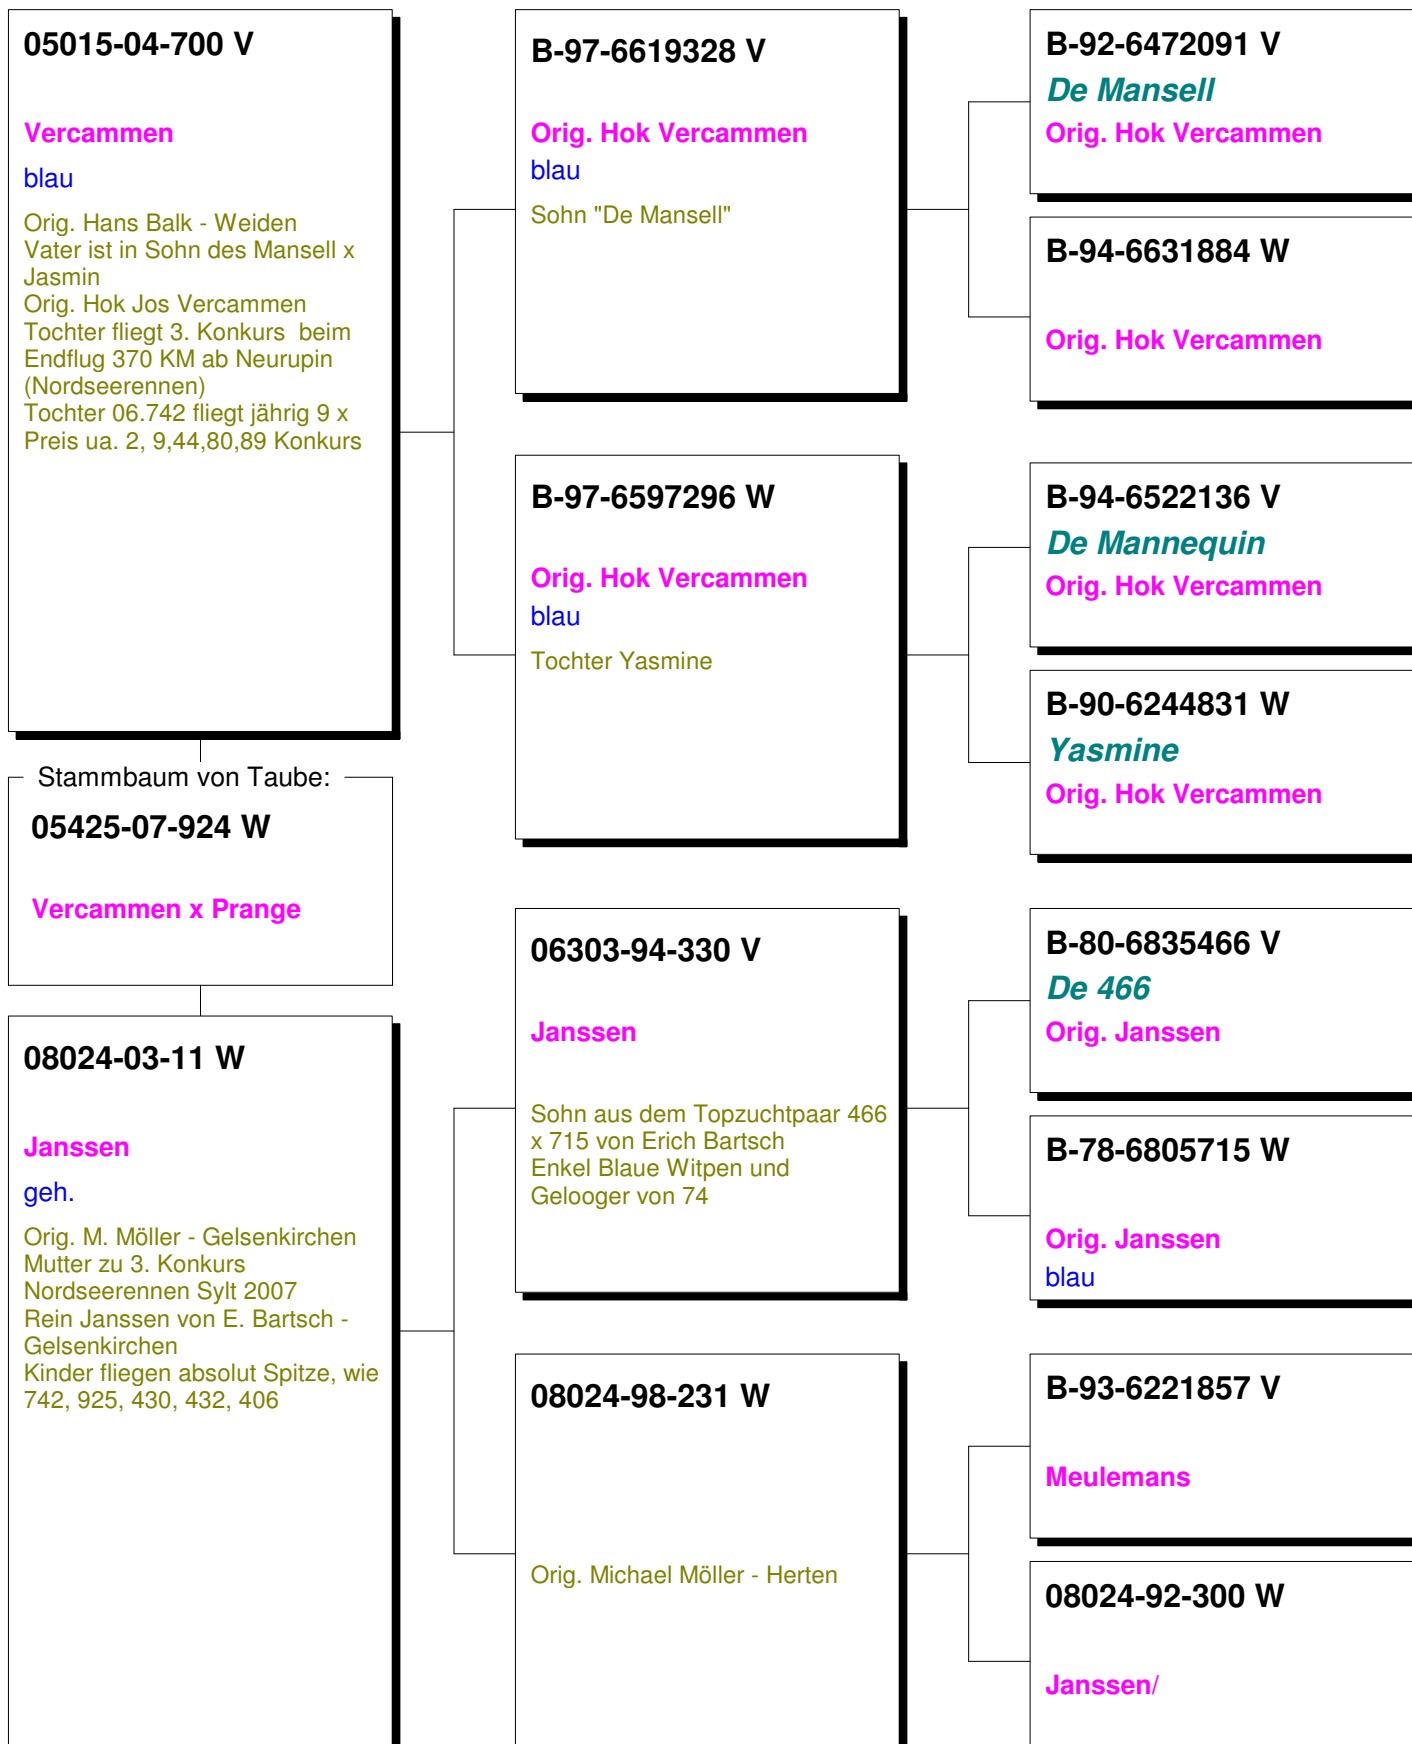 05015-04-700 V
Vercammen
blau
Orig. Hans Balk - Weiden
Vater ist in Sohn des Mansell x
Jasmin
Orig. Hok Jos Vercammen
Tochter fliegt 3. Konkurs  beim
Endflug 370 KM ab Neurupin
(Nordseerennen)
Tochter 06.742 fliegt jährig 9 x
Preis ua. 2, 9,44,80,89 Konkurs
Stammbaum von Taube:
05425-07-924 W
Vercammen x Prange
08024-03-11 W
Janssen
geh.
Orig. M. Möller - Gelsenkirchen
Mutter zu 3. Konkurs
Nordseerennen Sylt 2007
Rein Janssen von E. Bartsch -
Gelsenkirchen
Kinder fliegen absolut Spitze, wie
742, 925, 430, 432, 406
B-97-6619328 V
Orig. Hok Vercammen
blau
Sohn "De Mansell"
B-97-6597296 W
Orig. Hok Vercammen
blau
Tochter Yasmine
06303-94-330 V
Janssen
Sohn aus dem Topzuchtpaar 466
x 715 von Erich Bartsch
Enkel Blaue Witpen und
Gelooger von 74
08024-98-231 W
Orig. Michael Möller - Herten
B-92-6472091 V
De Mansell
Orig. Hok Vercammen
B-94-6631884 W
Orig. Hok Vercammen
B-94-6522136 V
De Mannequin
Orig. Hok Vercammen
B-90-6244831 W
Yasmine
Orig. Hok Vercammen
B-80-6835466 V
De 466
Orig. Janssen
B-78-6805715 W
Orig. Janssen
blau
B-93-6221857 V
Meulemans
08024-92-300 W
Janssen/